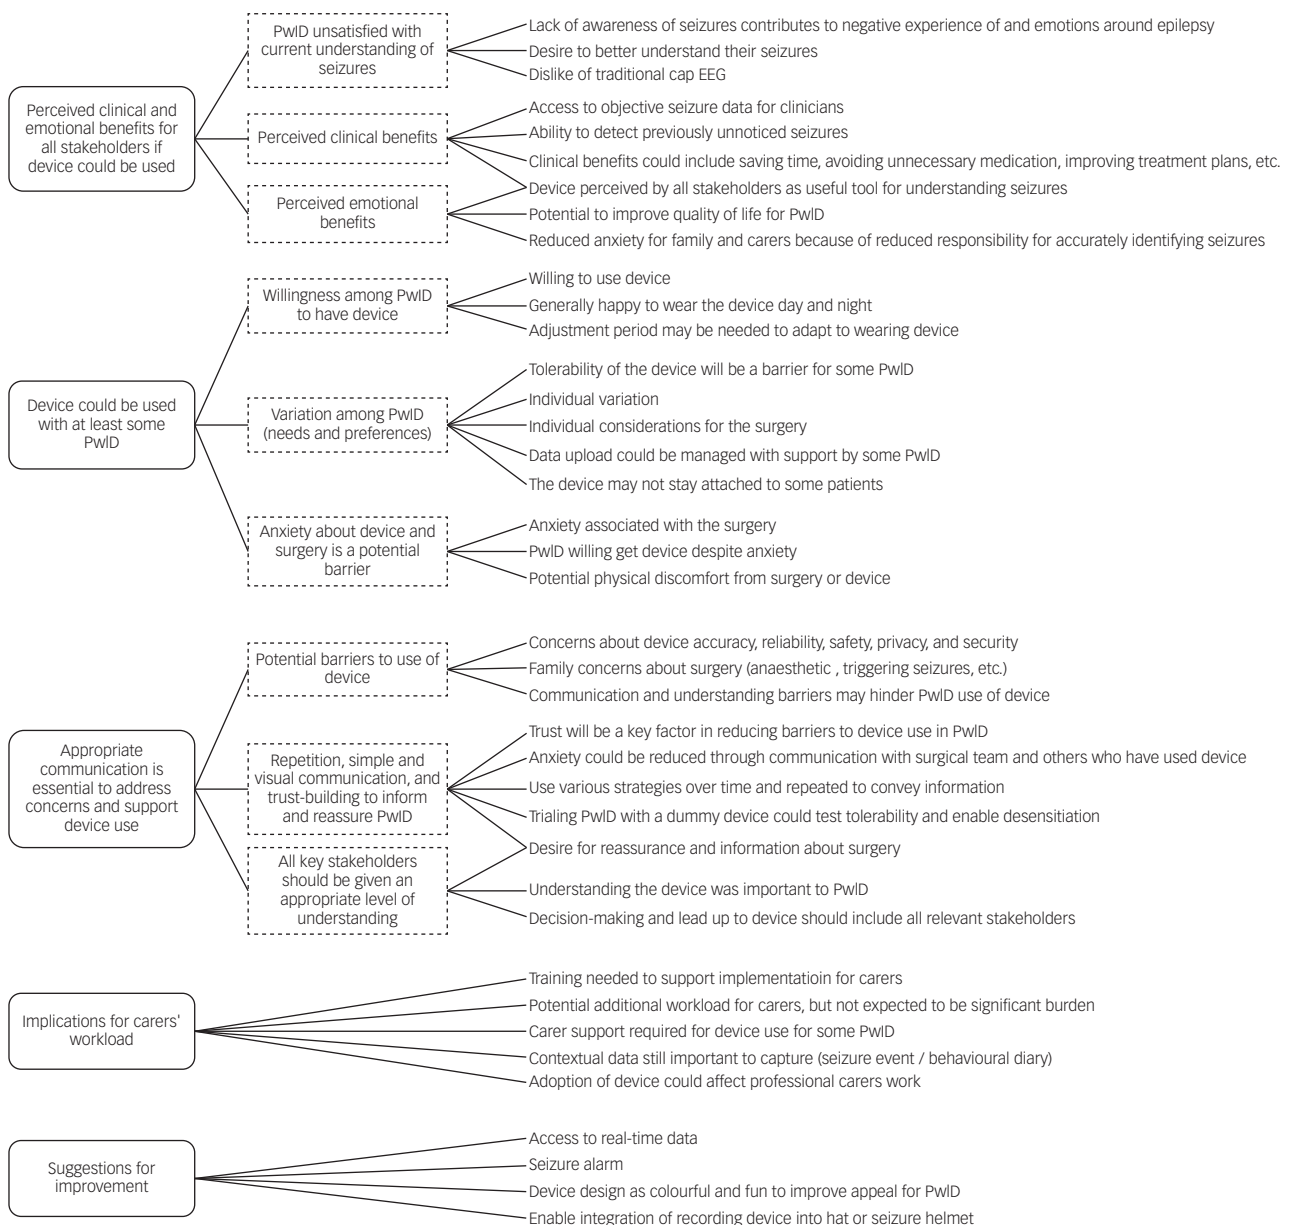 Perceived clinical and
emotional benefits for
all stakeholders if
device could be used
PwID unsatisfied with
current understanding of
seizures
Lack of awareness of seizures contributes to negative experience of and emotions around epilepsy
Desire to better understand their seizures
Dislike of traditional cap EEG
Perceived clinical benefits
Access to objective seizure data for clinicians
Ability to detect previously unnoticed seizures
Clinical benefits could include saving time, avoiding unnecessary medication, improving treatment plans, etc.
Device perceived by all stakeholders as useful tool for understanding seizures
Perceived emotional
benefits
Potential to improve quality of life for PwID
Reduced anxiety for family and carers because of reduced responsibility for accurately identifying seizures
Device could be used
with at least some
PwID
Willingness among PwID
to have device
Willing to use device
Generally happy to wear the device day and night
Adjustment period may be needed to adapt to wearing device
Variation among PwID
(needs and preferences)
Tolerability of the device will be a barrier for some PwID
Individual variation
Individual considerations for the surgery
Data upload could be managed with support by some PwID
The device may not stay attached to some patients
Anxiety about device and
surgery is a potential
barrier
Anxiety associated with the surgery
PwID willing get device despite anxiety
Potential physical discomfort from surgery or device
Appropriate
communication is
essential to address
concerns and support
device use
Potential barriers to use of
device
Concerns about device accuracy, reliability, safety, privacy, and security
Family concerns about surgery (anaesthetic , triggering seizures, etc.)
Communication and understanding barriers may hinder PwID use of device
Repetition, simple and
visual communication, and
trust-building to inform
and reassure PwID
Trust will be a key factor in reducing barriers to device use in PwID
Anxiety could be reduced through communication with surgical team and others who have used device
Use various strategies over time and repeated to convey information
Trialing PwID with a dummy device could test tolerability and enable desensitiation
Desire for reassurance and information about surgery
All key stakeholders
should be given an
appropriate level of
understanding
Understanding the device was important to PwID
Decision-making and lead up to device should include all relevant stakeholders
Implications for carers'
workload
Training needed to support implementatioin for carers
Potential additional workload for carers, but not expected to be significant burden
Carer support required for device use for some PwID
Contextual data still important to capture (seizure event / behavioural diary)
Adoption of device could affect professional carers work
Suggestions for
improvement
Access to real-time data
Seizure alarm
Device design as colourful and fun to improve appeal for PwID
Enable integration of recording device into hat or seizure helmet